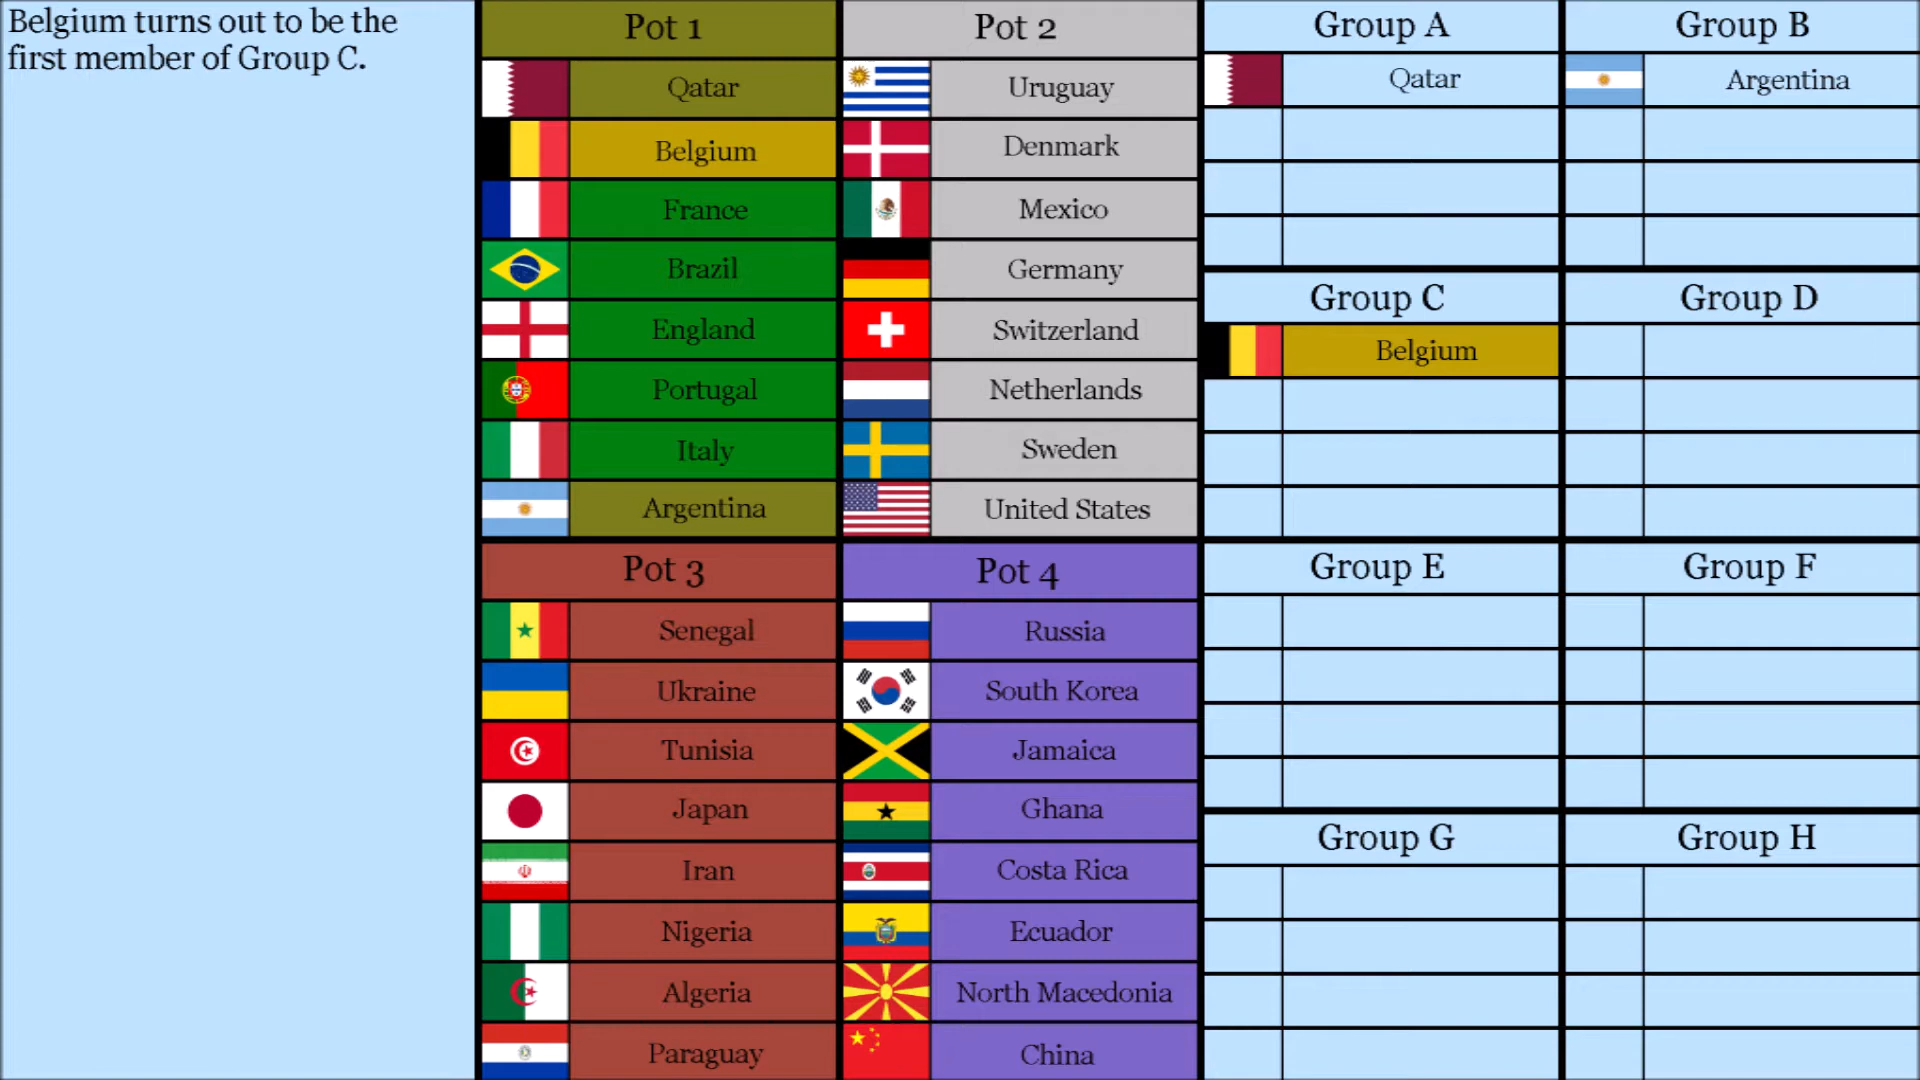 Belgium turns out to be the
first member of Group C.
Pot 1
Qatar
Belgium
France
Brazil
England
Portugal
Italy
Argentina
Pot 2
Uruguay
Denmark
Mexico
Germany
Switzerland
Netherlands
Sweden
United States
Pot 3
Senegal
Ukraine
Tunisia
Japan
Iran
Nigeria
Algeria
Paraguay
Pot 4
Russia
South Korea
Jamaica
Ghana
Costa Rica
Ecuador
North Macedonia
China
Group A
Qatar
Group B
Argentina
Group C
Belgium
Group D
Group E
Group F
Group G
Group H